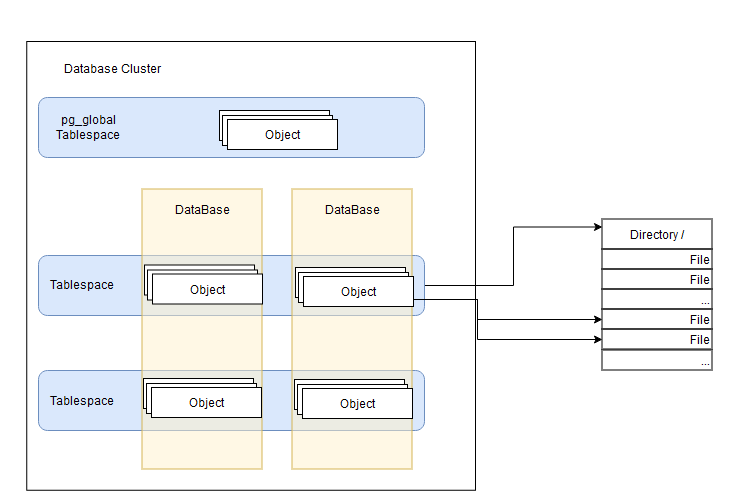 Database Cluster
pg_global
Tablespace
Object
DataBase
DataBase
Directory /
File
File
...
File
File
...
Tablespace
Object
Object
Tablespace
Object
Object